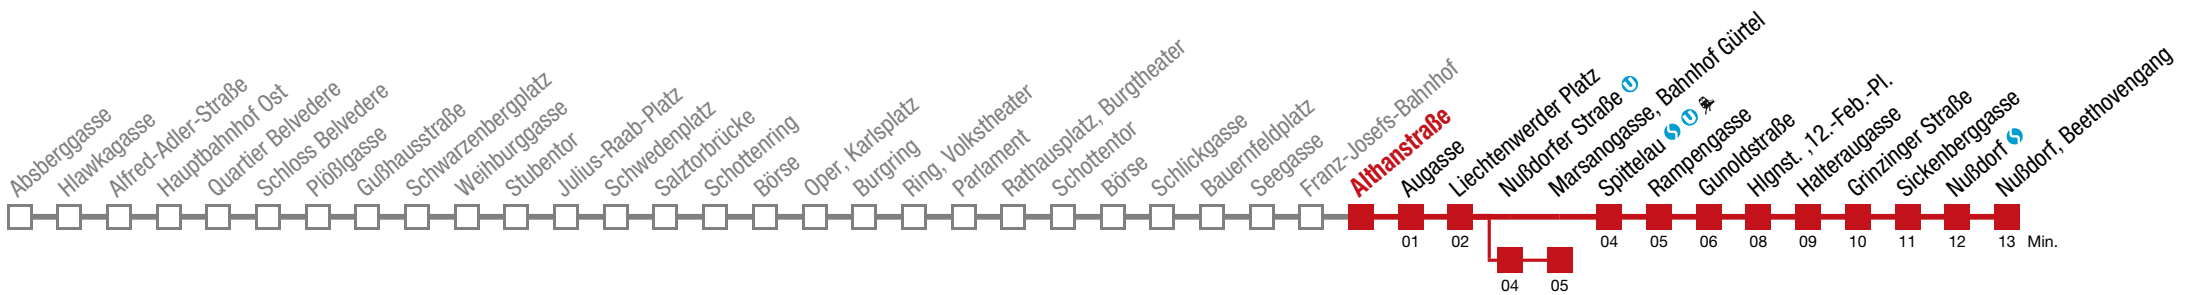 Absberggasse
Hlawkagasse
Alfred-Adler-Straße
Hauptbahnhof Ost
Quartier Belvedere
Schloss Belvedere
Plößlgasse
Gußhausstraße
Schwarzenbergplatz
Weihburggasse
Stubentor
Julius-Raab-Platz
Schwedenplatz
Salztorbrücke
Schottenring
Börse
Oper, Karlsplatz
Burgring
Ring, Volkstheater
Parlament
Rathausplatz, Burgtheater
Schottentor
Börse
Schlickgasse
Bauernfeldplatz
Seegasse
Franz-Josefs-Bahnhof
Althanstraße
Augasse
Liechtenwerder Platz
Nußdorfer Straße U
Marsanogasse, Bahnhof Gürtel
Spittelau S U
Rampengasse
Gunoldstraße
Hlgnst. ,12.-Feb.-Pl.
Halteraugasse
Grinzinger Straße
Sickenberggasse
Nußdorf S
Nußdorf, Beethovengang
01 02 04 05 06 08 09 10 11 12 13 Min.
04 05